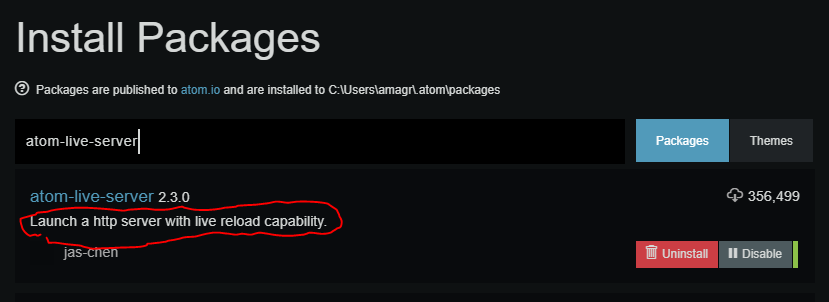 Install Packages
Packages are published to atom.io and are installed to C:\Users\amagr\.atom\packages
atom-live-server
Packages
Themes
atom-live-server 2.3.0
356,499
Launch a http server with live reload capability.
jas-chen
Uninstall
Disable